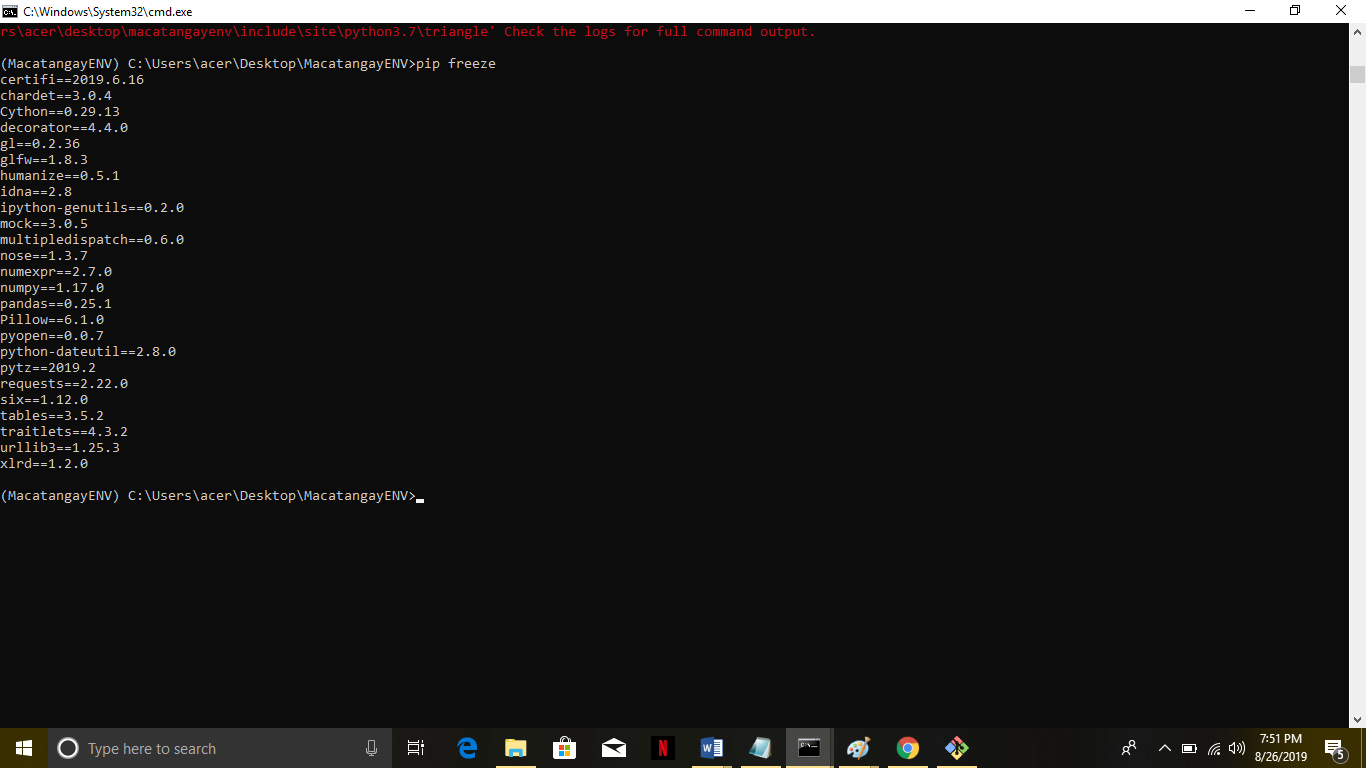 C:\Windows\System32\cmd.exe
rs\acer\desktop\macatangayenv\include\site\python3.7\triangle' Check the logs for full command output.
(MacatangayENV) C:\Users\acer\Desktop\MacatangayENV>pip freeze
certifi==2019.6.16
chardet==3.0.4
Cython==0.29.13
decorator==4.4.0
gl==0.2.36
glfw==1.8.3
humanize==0.5.1
idna==2.8
ipython-genutils==0.2.0
mock==3.0.5
multipledispatch==0.6.0
nose==1.3.7
numexpr==2.7.0
numpy==1.17.0
pandas==0.25.1
Pillow==6.1.0
pyopen==0.0.7
python-dateutil==2.8.0
pytz==2019.2
requests==2.22.0
six==1.12.0
tables==3.5.2
traitlets==4.3.2
urllib3==1.25.3
xlrd==1.2.0
(MacatangayENV) C:\Users\acer\Desktop\MacatangayENV>
Type here to search
7:51 PM
8/26/2019
5